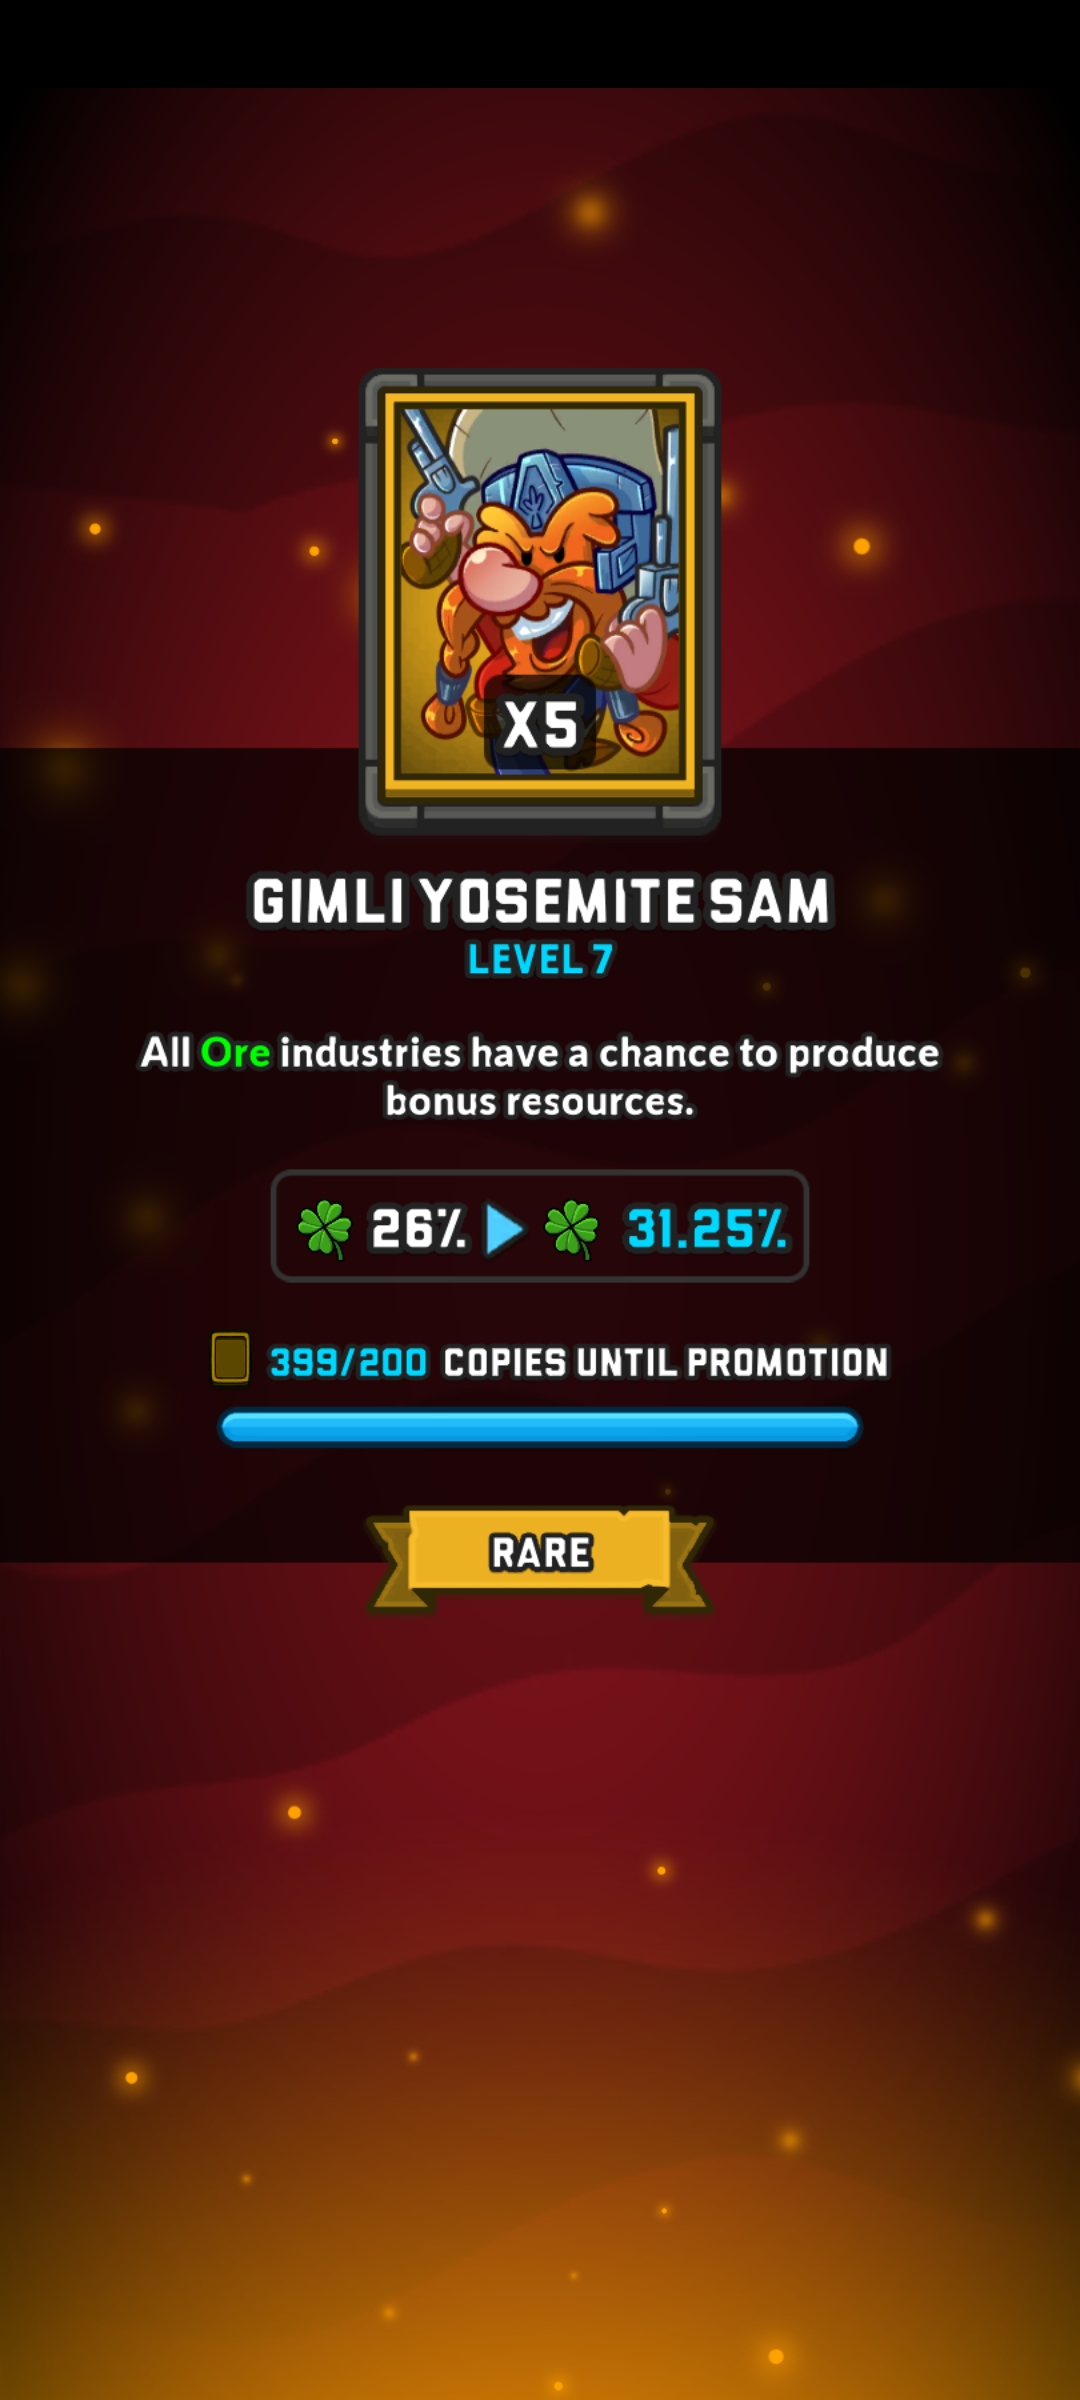 X5
GIMLI YOSEMITE SAM
LEVEL 7
All Ore industries have a chance to produce
bonus resources.
26% 31.25%
399/200 COPIES UNTIL PROMOTION
RARE